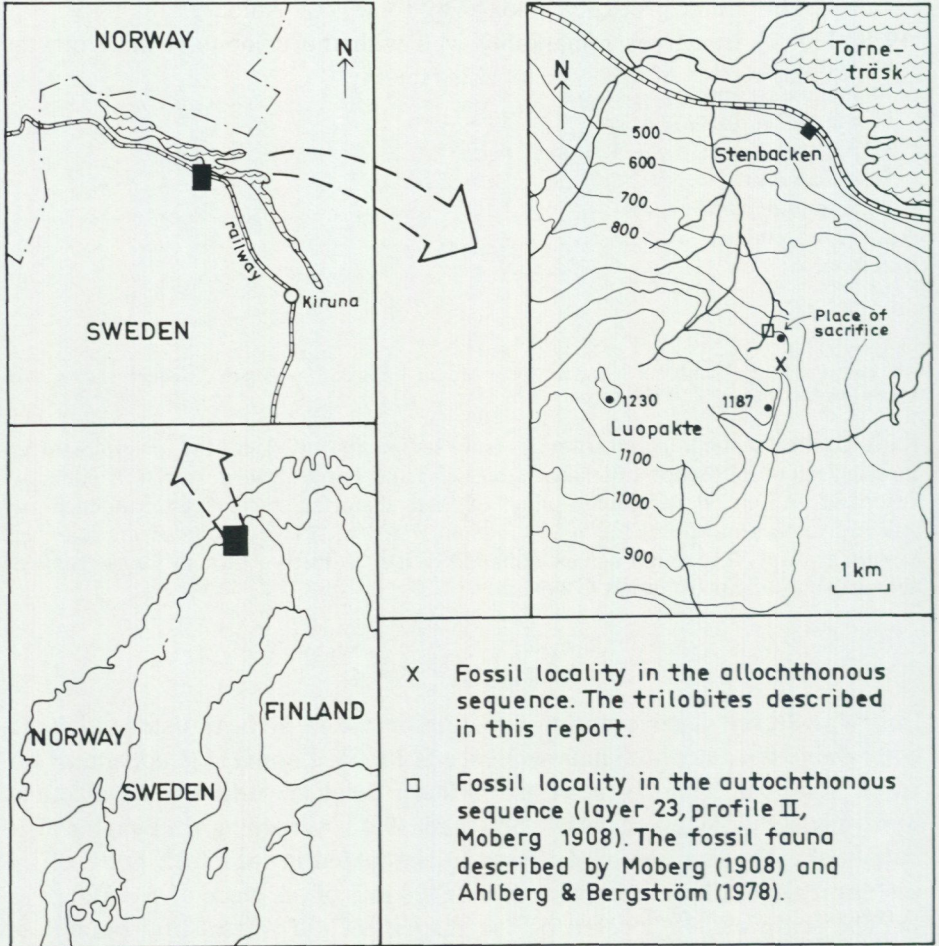 NORWAY
N
railway
Kiruna
SWEDEN
NORWAY
SWEDEN
FINLAND
Torne-
träsk
N
500
600
700
800
Stenbacken
Place of
sacrifice
X
1230
1187
Luopakte
1100
1000
900
1 km
X Fossil locality in the allochthonous
sequence. The trilobites described
in this report.
□ Fossil locality in the autochthonous
sequence (layer 23, profile II,
Moberg 1908). The fossil fauna
described by Moberg (1908) and
Ahlberg & Bergström (1978).